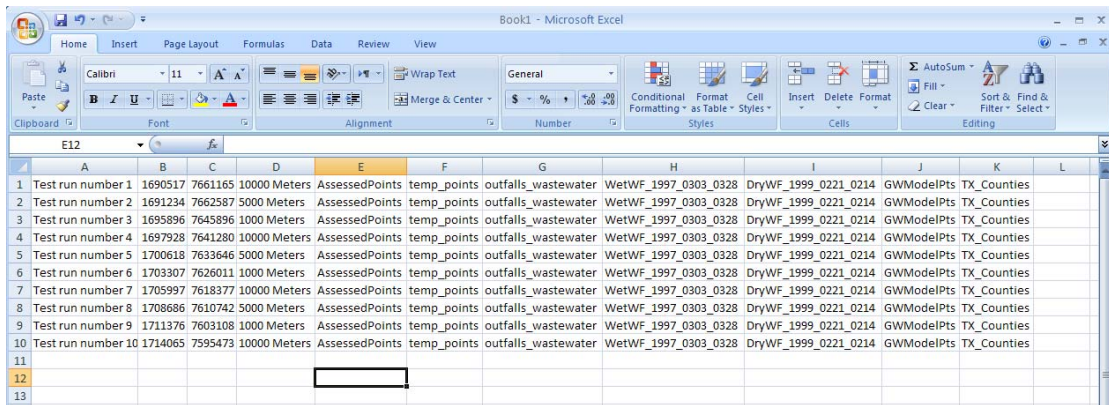 Book1 - Microsoft Excel
Home Insert Page Layout Formulas Data Review View
Calibri 11 A A Wrap Text General Σ AutoSum
Fill
Paste B I U A Merge & Center $ % , .0 .00 .00 .0 Conditional Formatting Format as Table Cell Styles Insert Delete Format Clear Sort & Filter Find & Select
Clipboard Font Alignment Number Styles Cells Editing
E12 fx
A B C D E F G H I J K L
1 Test run number 1 1690517 7661165 10000 Meters AssessedPoints temp_points outfalls_wastewater WetWF_1997_0303_0328 DryWF_1999_0221_0214 GWModelPts TX_Counties
2 Test run number 2 1691234 7662587 5000 Meters AssessedPoints temp_points outfalls_wastewater WetWF_1997_0303_0328 DryWF_1999_0221_0214 GWModelPts TX_Counties
3 Test run number 3 1695896 7645896 1000 Meters AssessedPoints temp_points outfalls_wastewater WetWF_1997_0303_0328 DryWF_1999_0221_0214 GWModelPts TX_Counties
4 Test run number 4 1697928 7641280 10000 Meters AssessedPoints temp_points outfalls_wastewater WetWF_1997_0303_0328 DryWF_1999_0221_0214 GWModelPts TX_Counties
5 Test run number 5 1700618 7633646 5000 Meters AssessedPoints temp_points outfalls_wastewater WetWF_1997_0303_0328 DryWF_1999_0221_0214 GWModelPts TX_Counties
6 Test run number 6 1703307 7626011 1000 Meters AssessedPoints temp_points outfalls_wastewater WetWF_1997_0303_0328 DryWF_1999_0221_0214 GWModelPts TX_Counties
7 Test run number 7 1705997 7618377 10000 Meters AssessedPoints temp_points outfalls_wastewater WetWF_1997_0303_0328 DryWF_1999_0221_0214 GWModelPts TX_Counties
8 Test run number 8 1708686 7610742 5000 Meters AssessedPoints temp_points outfalls_wastewater WetWF_1997_0303_0328 DryWF_1999_0221_0214 GWModelPts TX_Counties
9 Test run number 9 1711376 7603108 1000 Meters AssessedPoints temp_points outfalls_wastewater WetWF_1997_0303_0328 DryWF_1999_0221_0214 GWModelPts TX_Counties
10 Test run number 10 1714065 7595473 10000 Meters AssessedPoints temp_points outfalls_wastewater WetWF_1997_0303_0328 DryWF_1999_0221_0214 GWModelPts TX_Counties
11
12
13